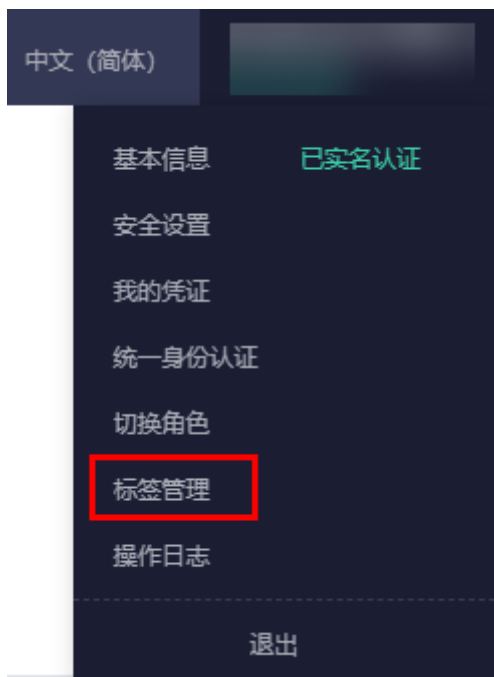 中文 (简体)
基本信息 已实名认证
安全设置
我的凭证
统一身份认证
切换角色
标签管理
操作日志
退出